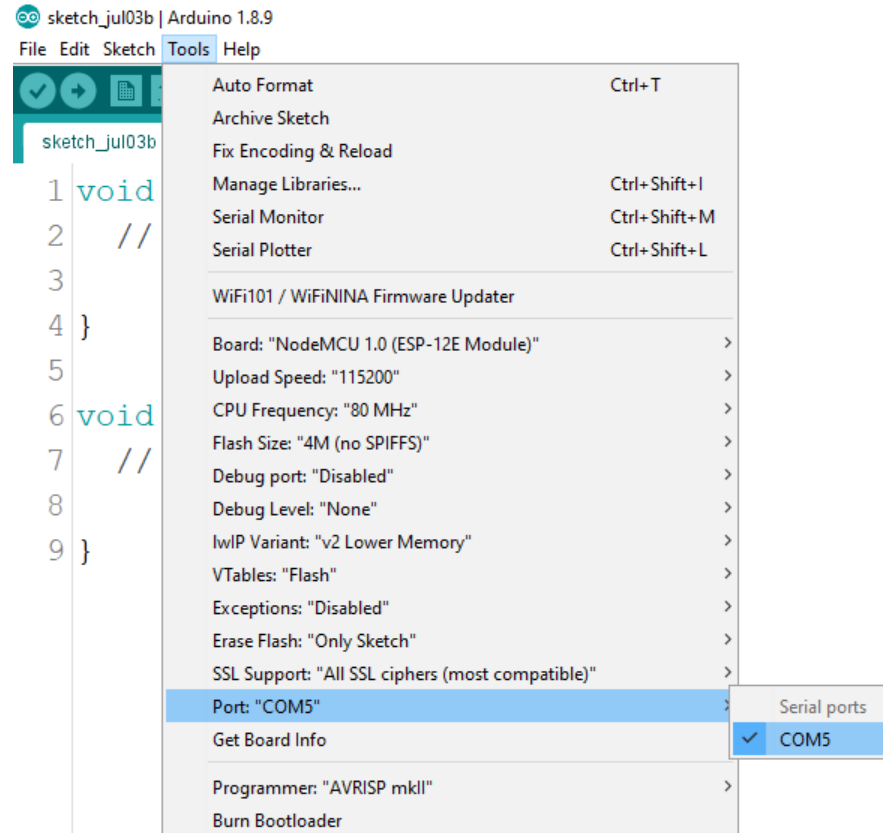 sketch_jul03b | Arduino 1.8.9
File Edit Sketch Tools Help
Auto Format Ctrl+T
Archive Sketch
sketch_jul03b
Fix Encoding & Reload
1 void
Manage Libraries... Ctrl+Shift+I
Serial Monitor Ctrl+Shift+M
2 //
Serial Plotter Ctrl+Shift+L
3
WiFi101 / WiFiNINA Firmware Updater
4 }
Board: "NodeMCU 1.0 (ESP-12E Module)"
5
Upload Speed: "115200"
6 void
CPU Frequency: "80 MHz"
Flash Size: "4M (no SPIFFS)"
7 //
Debug port: "Disabled"
8
Debug Level: "None"
IwIP Variant: "v2 Lower Memory"
9 }
VTables: "Flash"
Exceptions: "Disabled"
Erase Flash: "Only Sketch"
SSL Support: "All SSL ciphers (most compatible)"
Port: "COM5"
Serial ports
Get Board Info
COM5
Programmer: "AVRISP mkII"
Burn Bootloader